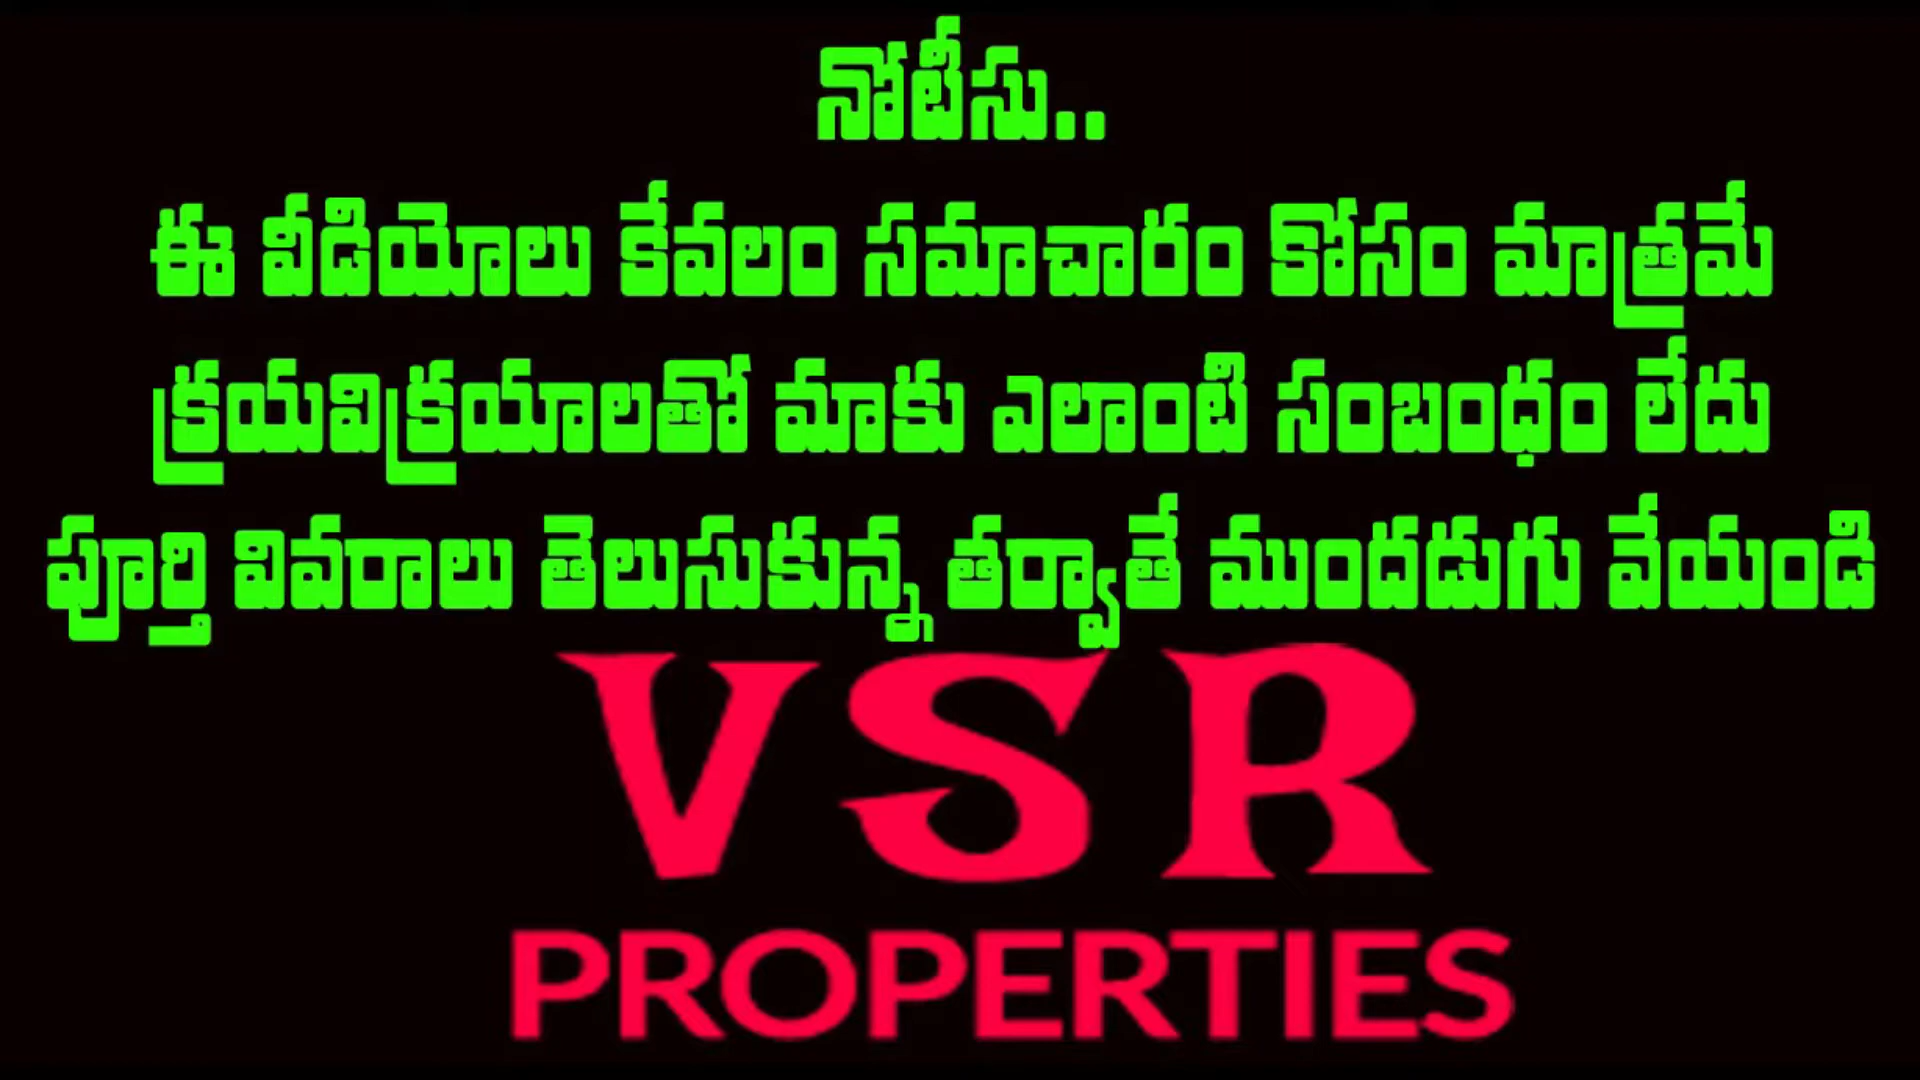 నోటీసు..
ఈ వీడియోలు కేవలం సమాచారం కోసం మాత్రమే
క్రయవిక్రయాలతో మాకు ఎలాంటి సంబంధం లేదు
పూర్తి వివరాలు తెలుసుకున్న తర్వాతే ముందడుగు వేయండి
VSR
PROPERTIES